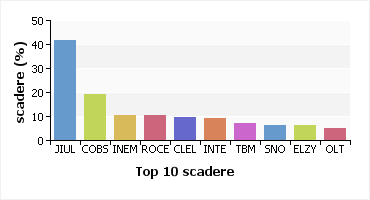 scadere (%)
50
40
30
20
10
0
JIUL COBS INEM ROCE CLEL INTE TBM SNO ELZY OLT
Top 10 scadere